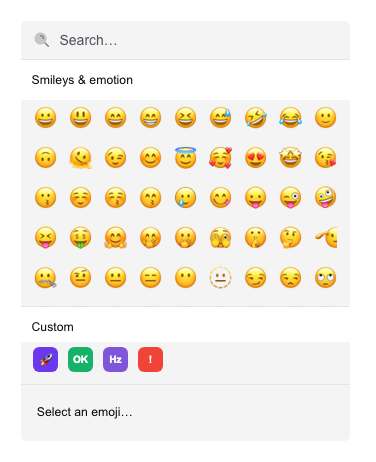 Search…
Smileys & emotion
Custom
OK Hz !
Select an emoji…